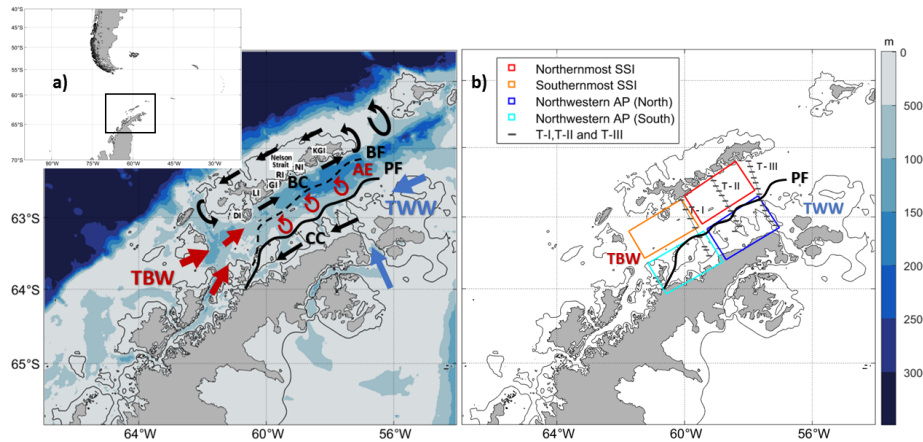 40°S
45°S
50°S
55°S
65°S
70°S
90°W
75°W
60°W
45°W
30°W
a)
Nelson
Strait
KGI
NI
RI
GI
LI
DI
BC
BF
AE
PF
TWW
CC
TBW
63°S
64°S
65°S
64°W
60°W
56°W
b)
Northernmost SSI
Southernmost SSI
Northwestern AP (North)
Northwestern AP (South)
T-I,T-II and T-III
T-III
T-II
T-I
PF
TWW
TBW
64°W
60°W
56°W
m
0
500
1000
150
200
250
300